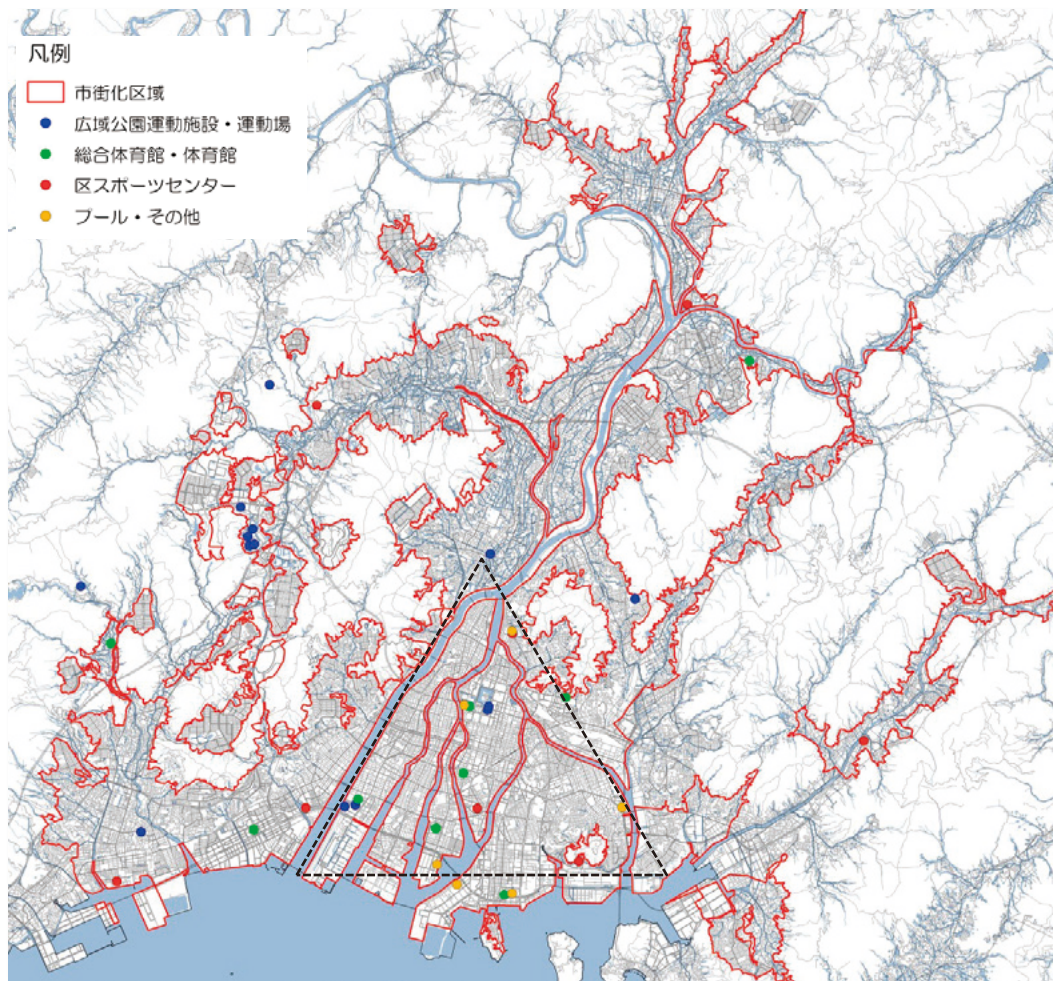 凡例
市街化区域
広域公園運動施設・運動場
総合体育館・体育館
区スポーツセンター
プール・その他